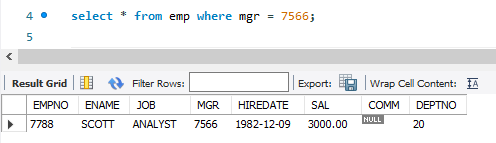 4 select * from emp where mgr = 7566;
5
Result Grid Filter Rows: Export: Wrap Cell Content: IA
EMPNO ENAME JOB MGR HIREDATE SAL COMM DEPTNO
7788 SCOTT ANALYST 7566 1982-12-09 3000.00 NULL 20